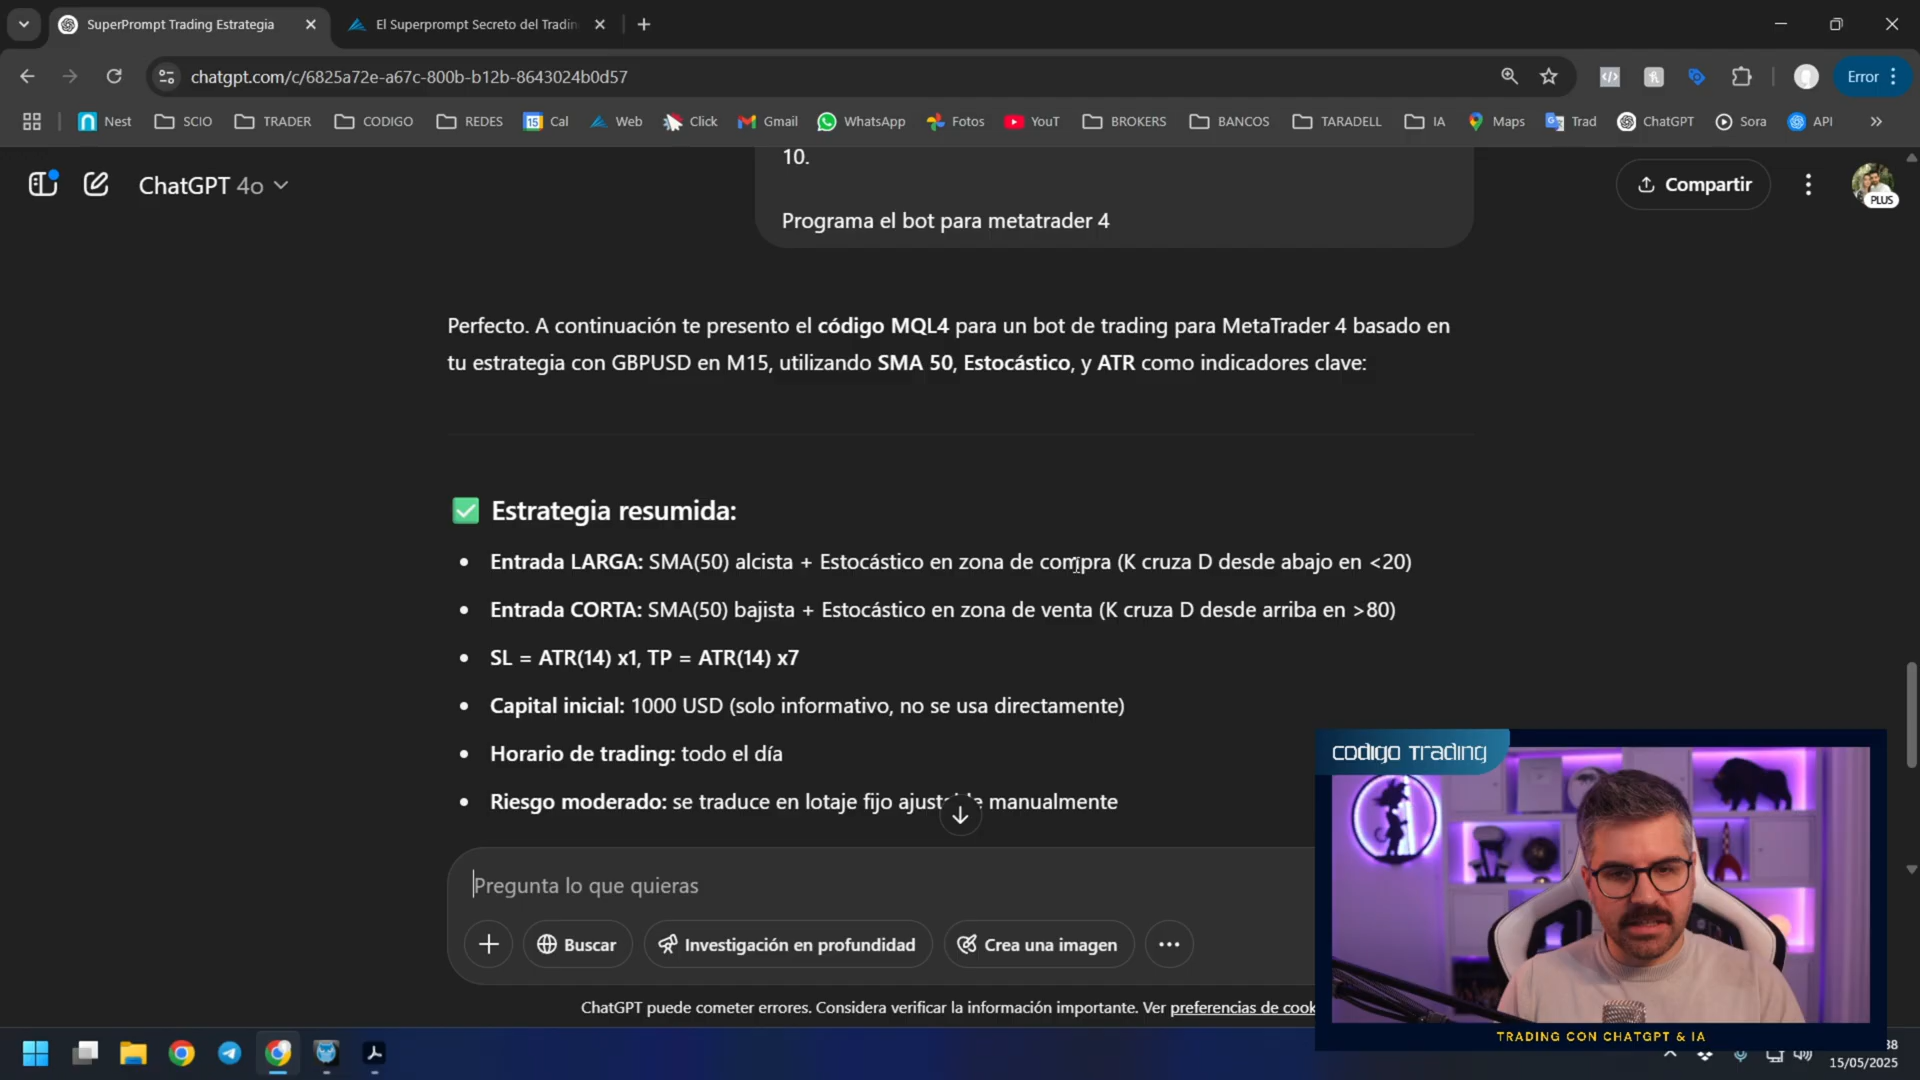 SuperPrompt Trading Estrategia
El Superprompt Secreto del Tradin
chatgpt.com/c/6825a72e-a67c-800b-b12b-8643024b0d57
Error
Nest
SCIO
TRADER
CODIGO
REDES
15
Cal
Web
Click
Gmail
WhatsApp
Fotos
YouT
BROKERS
BANCOS
TARADELL
IA
Maps
Trad
ChatGPT
Sora
API
ChatGPT 4o
Compartir
PLUS
10.
Programa el bot para metatrader 4
Perfecto. A continuación te presento el código MQL4 para un bot de trading para MetaTrader 4 basado en
tu estrategia con GBPUSD en M15, utilizando SMA 50, Estocástico, y ATR como indicadores clave:
Estrategia resumida:
• Entrada LARGA: SMA(50) alcista + Estocástico en zona de compra (K cruza D desde abajo en <20)
• Entrada CORTA: SMA(50) bajista + Estocástico en zona de venta (K cruza D desde arriba en >80)
• SL = ATR(14) x1, TP = ATR(14) x7
• Capital inicial: 1000 USD (solo informativo, no se usa directamente)
• Horario de trading: todo el día
• Riesgo moderado: se traduce en lotaje fijo manualmente
Pregunta lo que quieras
Buscar
Investigación en profundidad
Crea una imagen
ChatGPT puede cometer errores. Considera verificar la información importante. Ver preferencias de cook
codigo Trading
TRADING CON CHATGPT & IA
38
15/05/2025